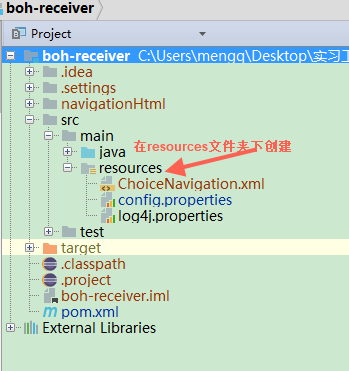 boh-receiver
Project
boh-receiver C:\Users\mengq\Desktop\实习工
.idea
.settings
navigationHtml
src
main
java
在resources文件夹下创建
resources
ChoiceNavigation.xml
config.properties
log4j.properties
test
target
.classpath
.project
boh-receiver.iml
pom.xml
External Libraries